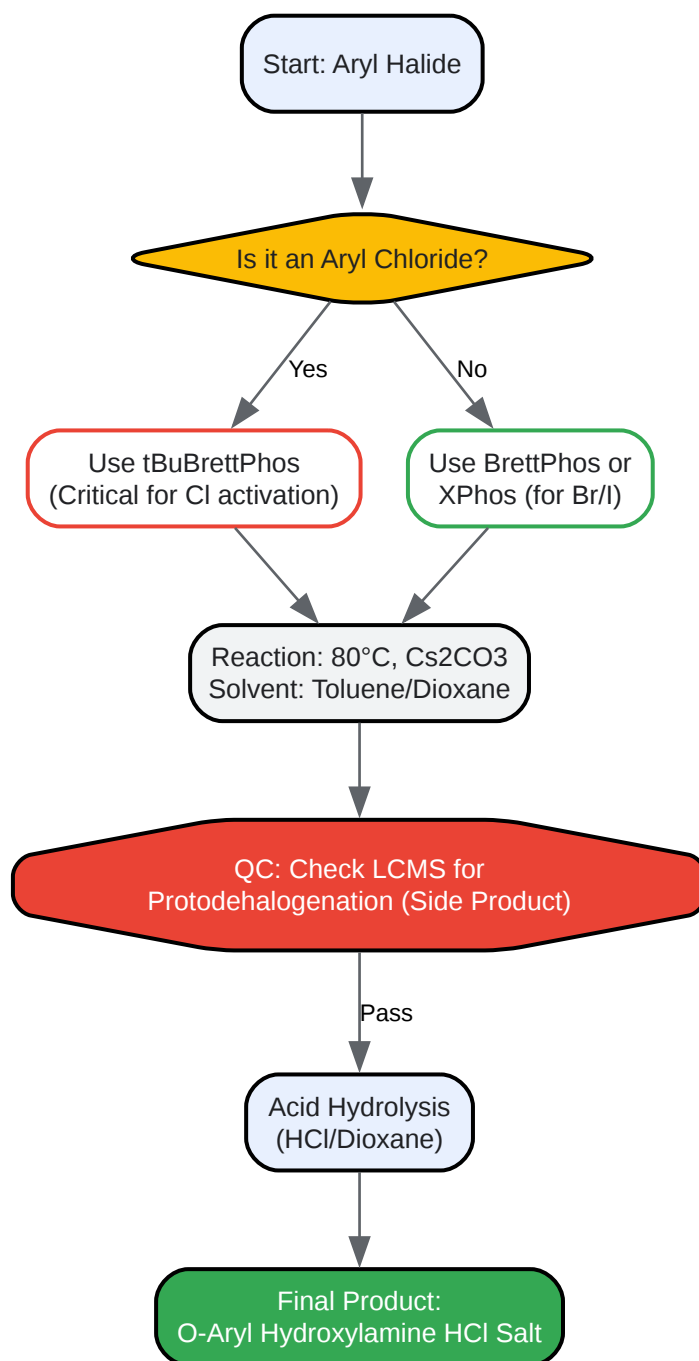 Start: Aryl Halide
Is it an Aryl Chloride?
Yes
No
Use tBuBrettPhos
(Critical for Cl activation)
Use BrettPhos or
XPhos (for Br/I)
Reaction: 80°C, Cs2CO3
Solvent: Toluene/Dioxane
QC: Check LCMS for
Protodehalogenation (Side Product)
Pass
Acid Hydrolysis
(HCl/Dioxane)
Final Product:
O-Aryl Hydroxylamine HCl Salt